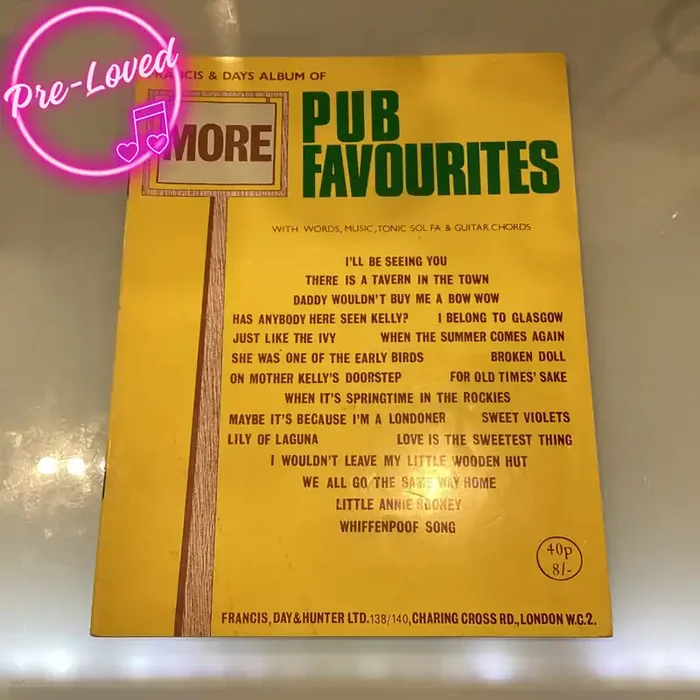 Pre-Loved
FRANCIS & DAYS ALBUM OF
MORE
PUB
FAVOURITES
WITH WORDS, MUSIC, TONIC SOL FA & GUITAR CHORDS
I'LL BE SEEING YOU
THERE IS A TAVERN IN THE TOWN
DADDY WOULDN'T BUY ME A BOW WOW
HAS ANYBODY HERE SEEN KELLY? I BELONG TO GLASGOW
JUST LIKE THE IVY WHEN THE SUMMER COMES AGAIN
SHE WAS ONE OF THE EARLY BIRDS BROKEN DOLL
ON MOTHER KELLY'S DOORSTEP FOR OLD TIMES' SAKE
WHEN IT'S SPRINGTIME IN THE ROCKIES
MAYBE IT'S BECAUSE I'M A LONDONER SWEET VIOLETS
LILY OF LAGUNA LOVE IS THE SWEETEST THING
I WOULDN'T LEAVE MY LITTLE WOODEN HUT
WE ALL GO THE SAME WAY HOME
LITTLE ANNIE ROONEY
WHIFFENPOOF SONG
40p
8/-
FRANCIS, DAY & HUNTER LTD. 138/140, CHARING CROSS RD., LONDON W.C.2.